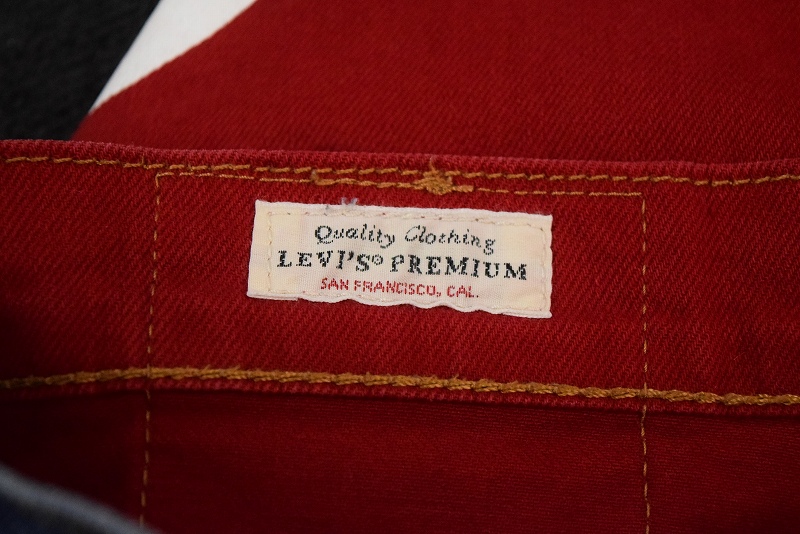 Quality Clothing
LEVI'S® PREMIUM
SAN FRANCISCO, CAL.